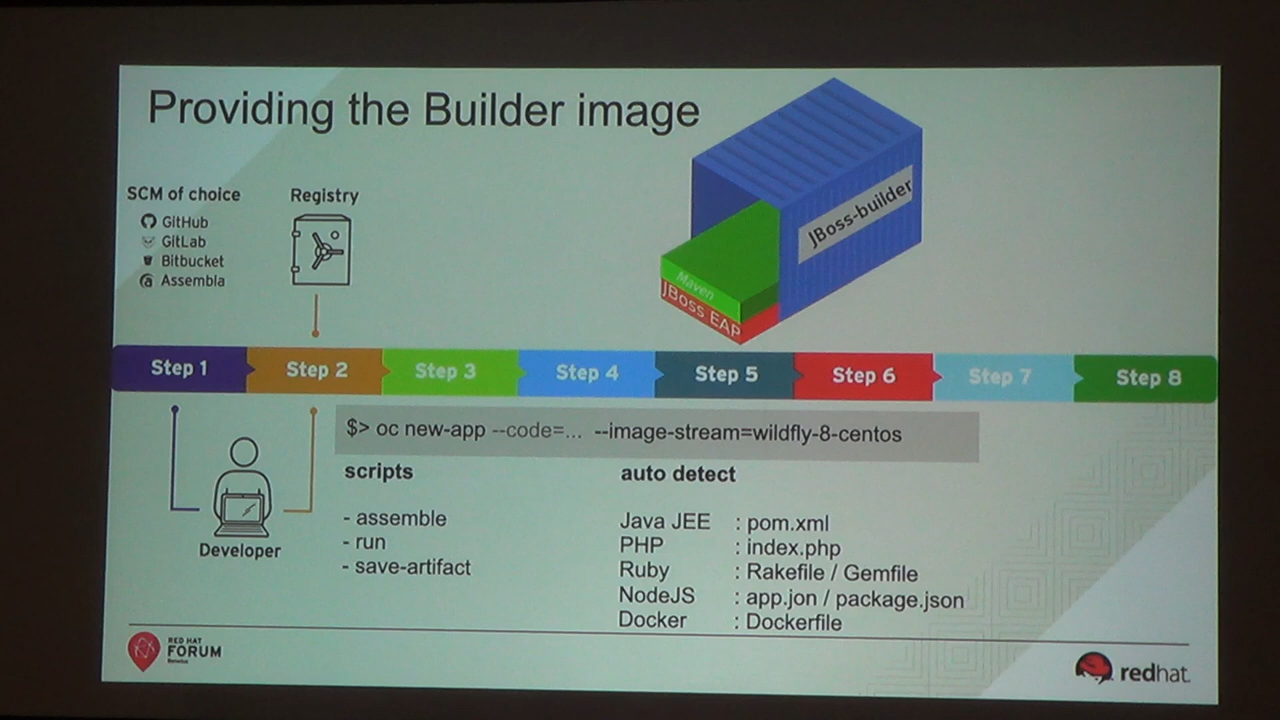 Providing the Builder image
SCM of choice
GitHub
GitLab
Bitbucket
Assembla
Registry
JBoss-builder
Maven
JBoss EAP
Step 1
Step 2
Step 3
Step 4
Step 5
Step 6
Step 7
Step 8
$> oc new-app --code=... --image-stream=wildfly-8-centos
Developer
scripts
- assemble
- run
- save-artifact
auto detect
Java JEE : pom.xml
PHP : index.php
Ruby : Rakefile / Gemfile
NodeJS : app.jon / package.json
Docker : Dockerfile
RED HAT
FORUM
Benelux
redhat.